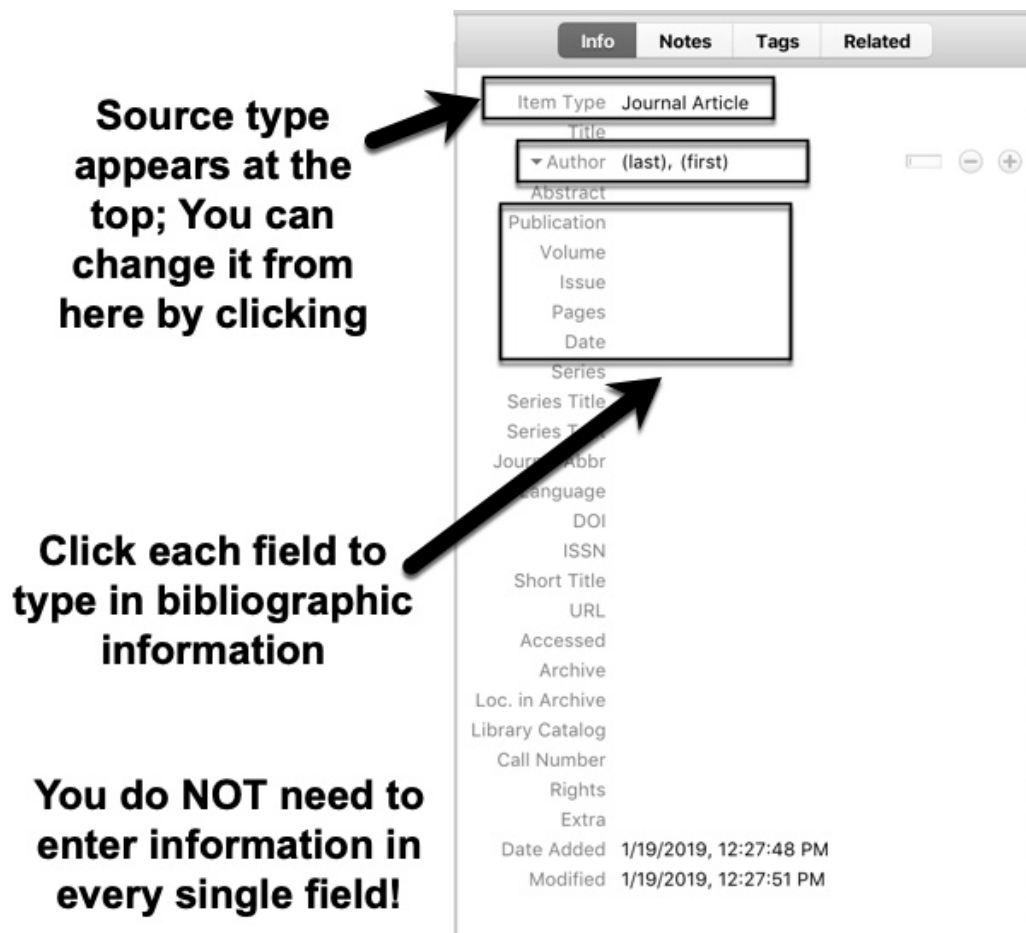 Info Notes Tags Related
Source type
appears at the
top; You can
change it from
here by clicking
Item Type Journal Article
Title
Author (last), (first)
Abstract
Publication
Volume
Issue
Pages
Date
Series
Series Title
Series Text
Journal Abbr
Language
DOI
ISSN
Short Title
URL
Accessed
Archive
Loc. in Archive
Library Catalog
Call Number
Rights
Extra
Date Added 1/19/2019, 12:27:48 PM
Modified 1/19/2019, 12:27:51 PM
Click each field to
type in bibliographic
information
You do NOT need to
enter information in
every single field!